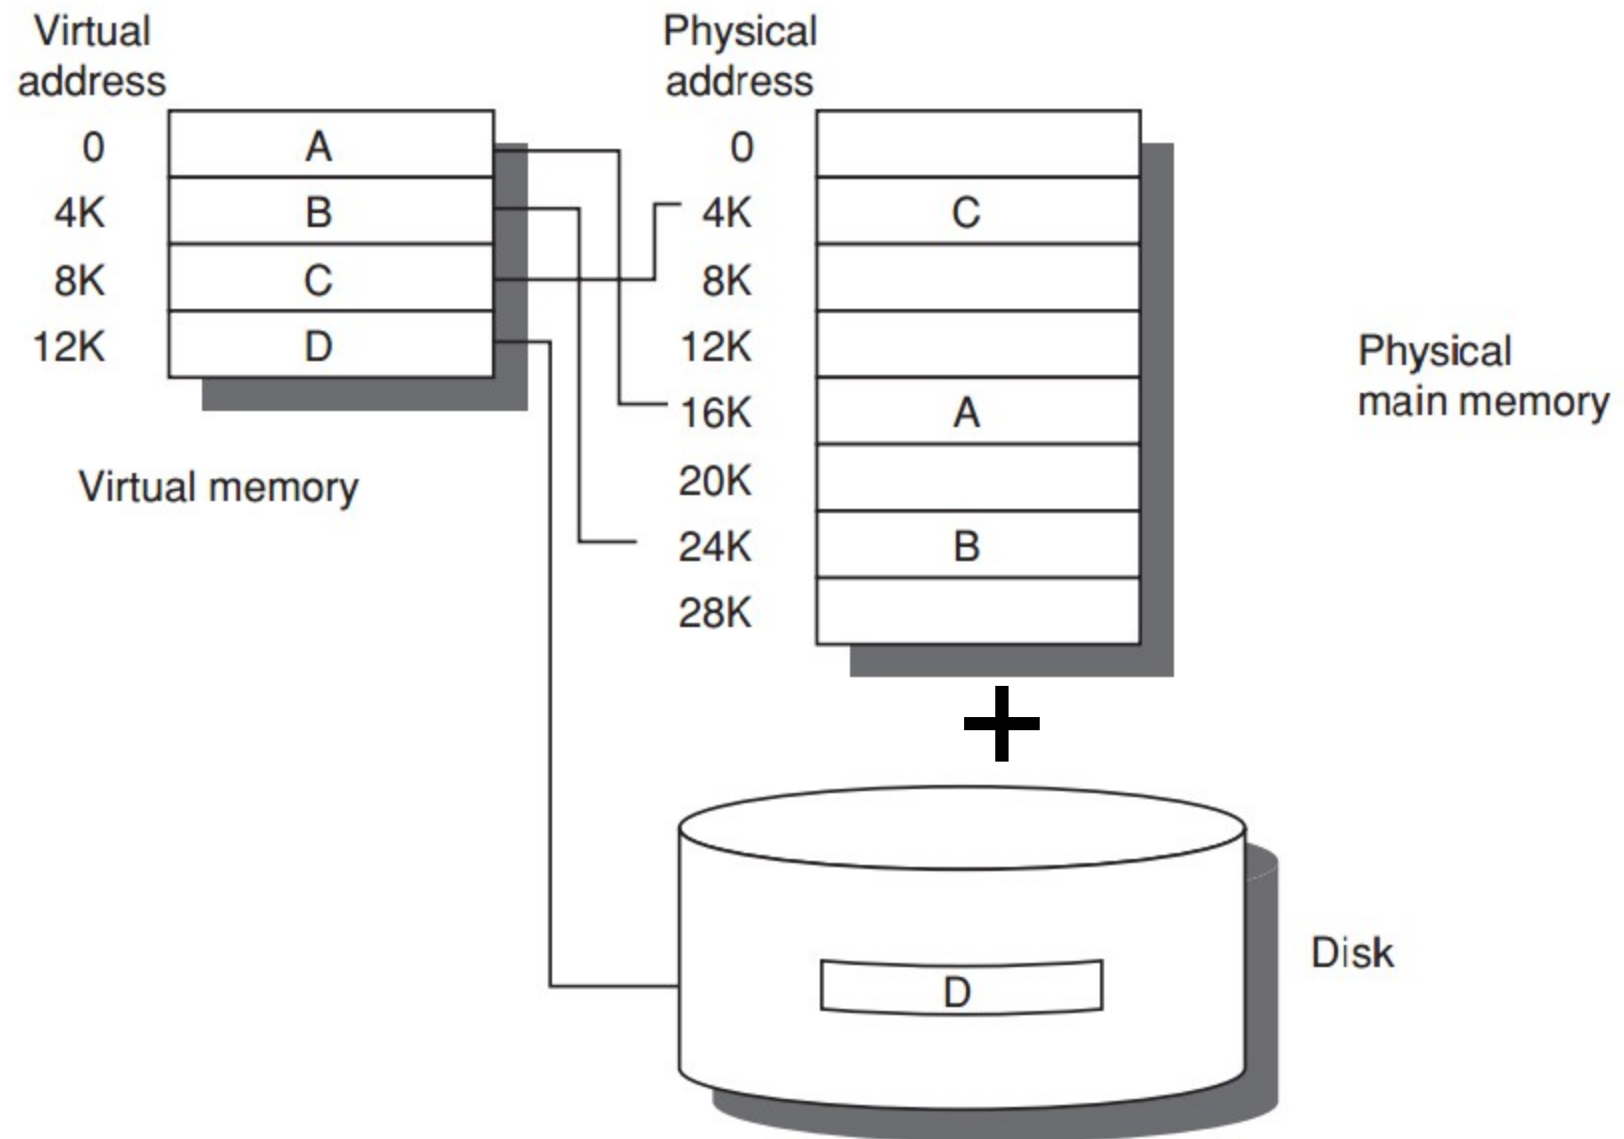 Virtual
address
0
A
4K
B
8K
C
12K
D
Virtual memory
Physical
address
0
4K
C
8K
12K
16K
A
20K
24K
B
28K
Physical
main memory
+
D
Disk